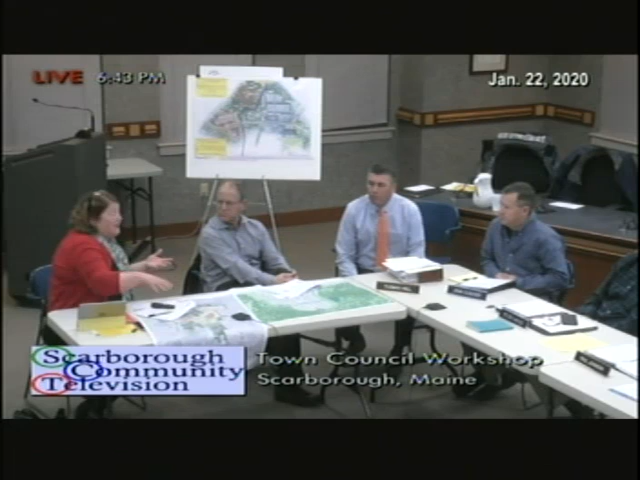 LIVE 6:43 PM
Jan. 22, 2020
Scarborough
Community
Television
Town Council Workshop
Scarborough, Maine